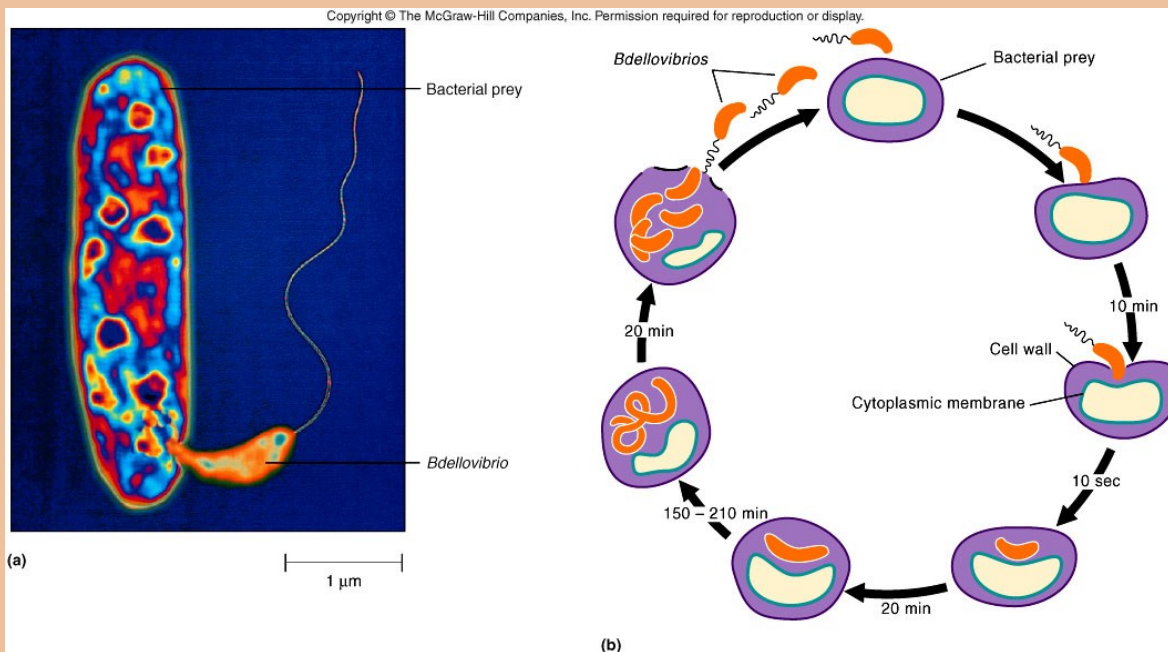 Copyright © The McGraw-Hill Companies, Inc. Permission required for reproduction or display.
Bacterial prey
Bdellovibrio
(a)
1 μm
Bdellovibrios
Bacterial prey
10 min
Cell wall
Cytoplasmic membrane
10 sec
20 min
150 – 210 min
20 min
(b)